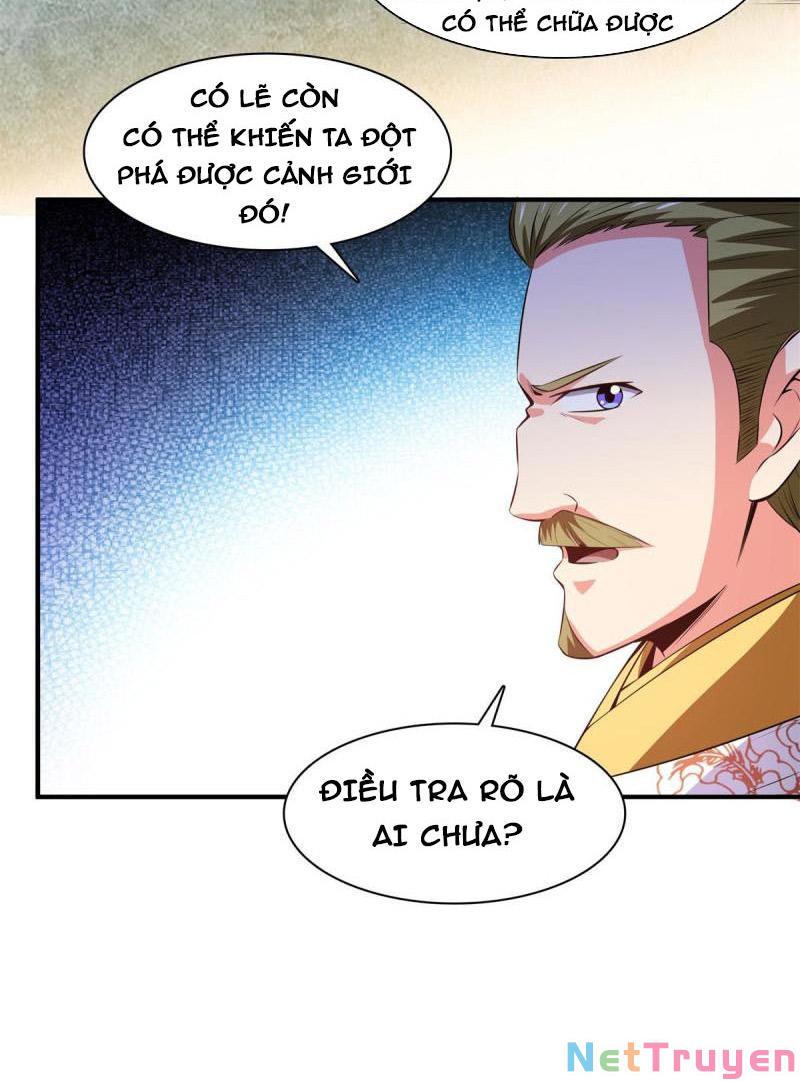 CÓ THỂ CHỮA ĐƯỢC
CÓ LẼ CÒN
CÓ THỂ KHIẾN TA ĐỘT
PHÁ ĐƯỢC CẢNH GIỚI
ĐÓ!
ĐIỀU TRA RÕ LÀ
AI CHƯA?
NetTruyen